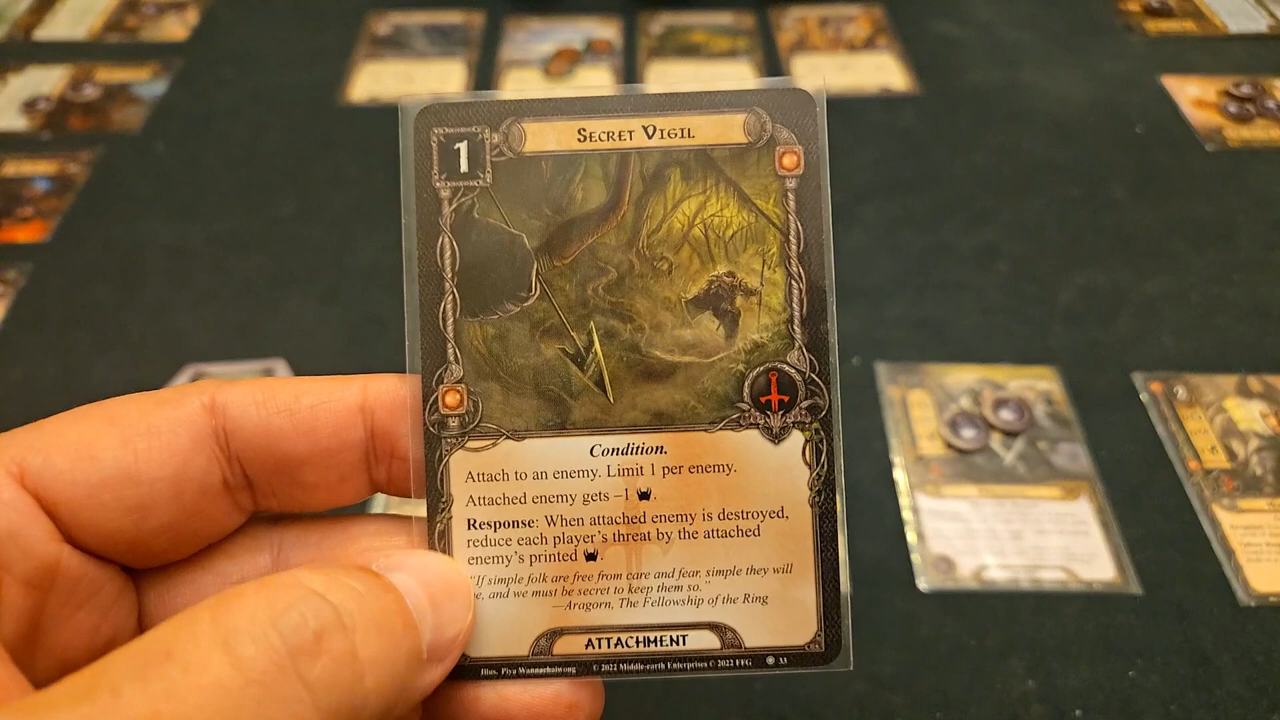 1
SECRET VIGIL
Condition.
Attach to an enemy. Limit 1 per enemy.
Attached enemy gets –1
Response: When attached enemy is destroyed,
reduce each player's threat by the attached
enemy's printed
"If simple folk are free from care and fear, simple they will
e, and we must be secret to keep them so."
—Aragorn, The Fellowship of the Ring
ATTACHMENT
Illus. Piya Wannachaiwong © 2022 Middle-earth Enterprises © 2022 FFG 33